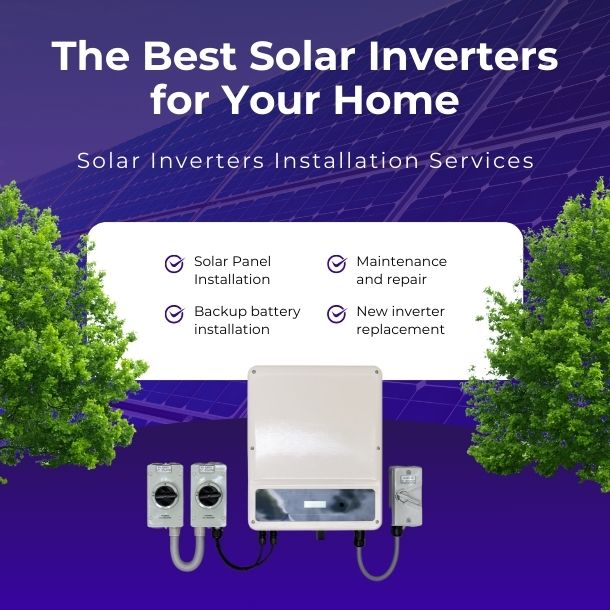 The Best Solar Inverters
for Your Home
Solar Inverters Installation Services
Solar Panel
Installation
Maintenance
and repair
Backup battery
installation
New inverter
replacement